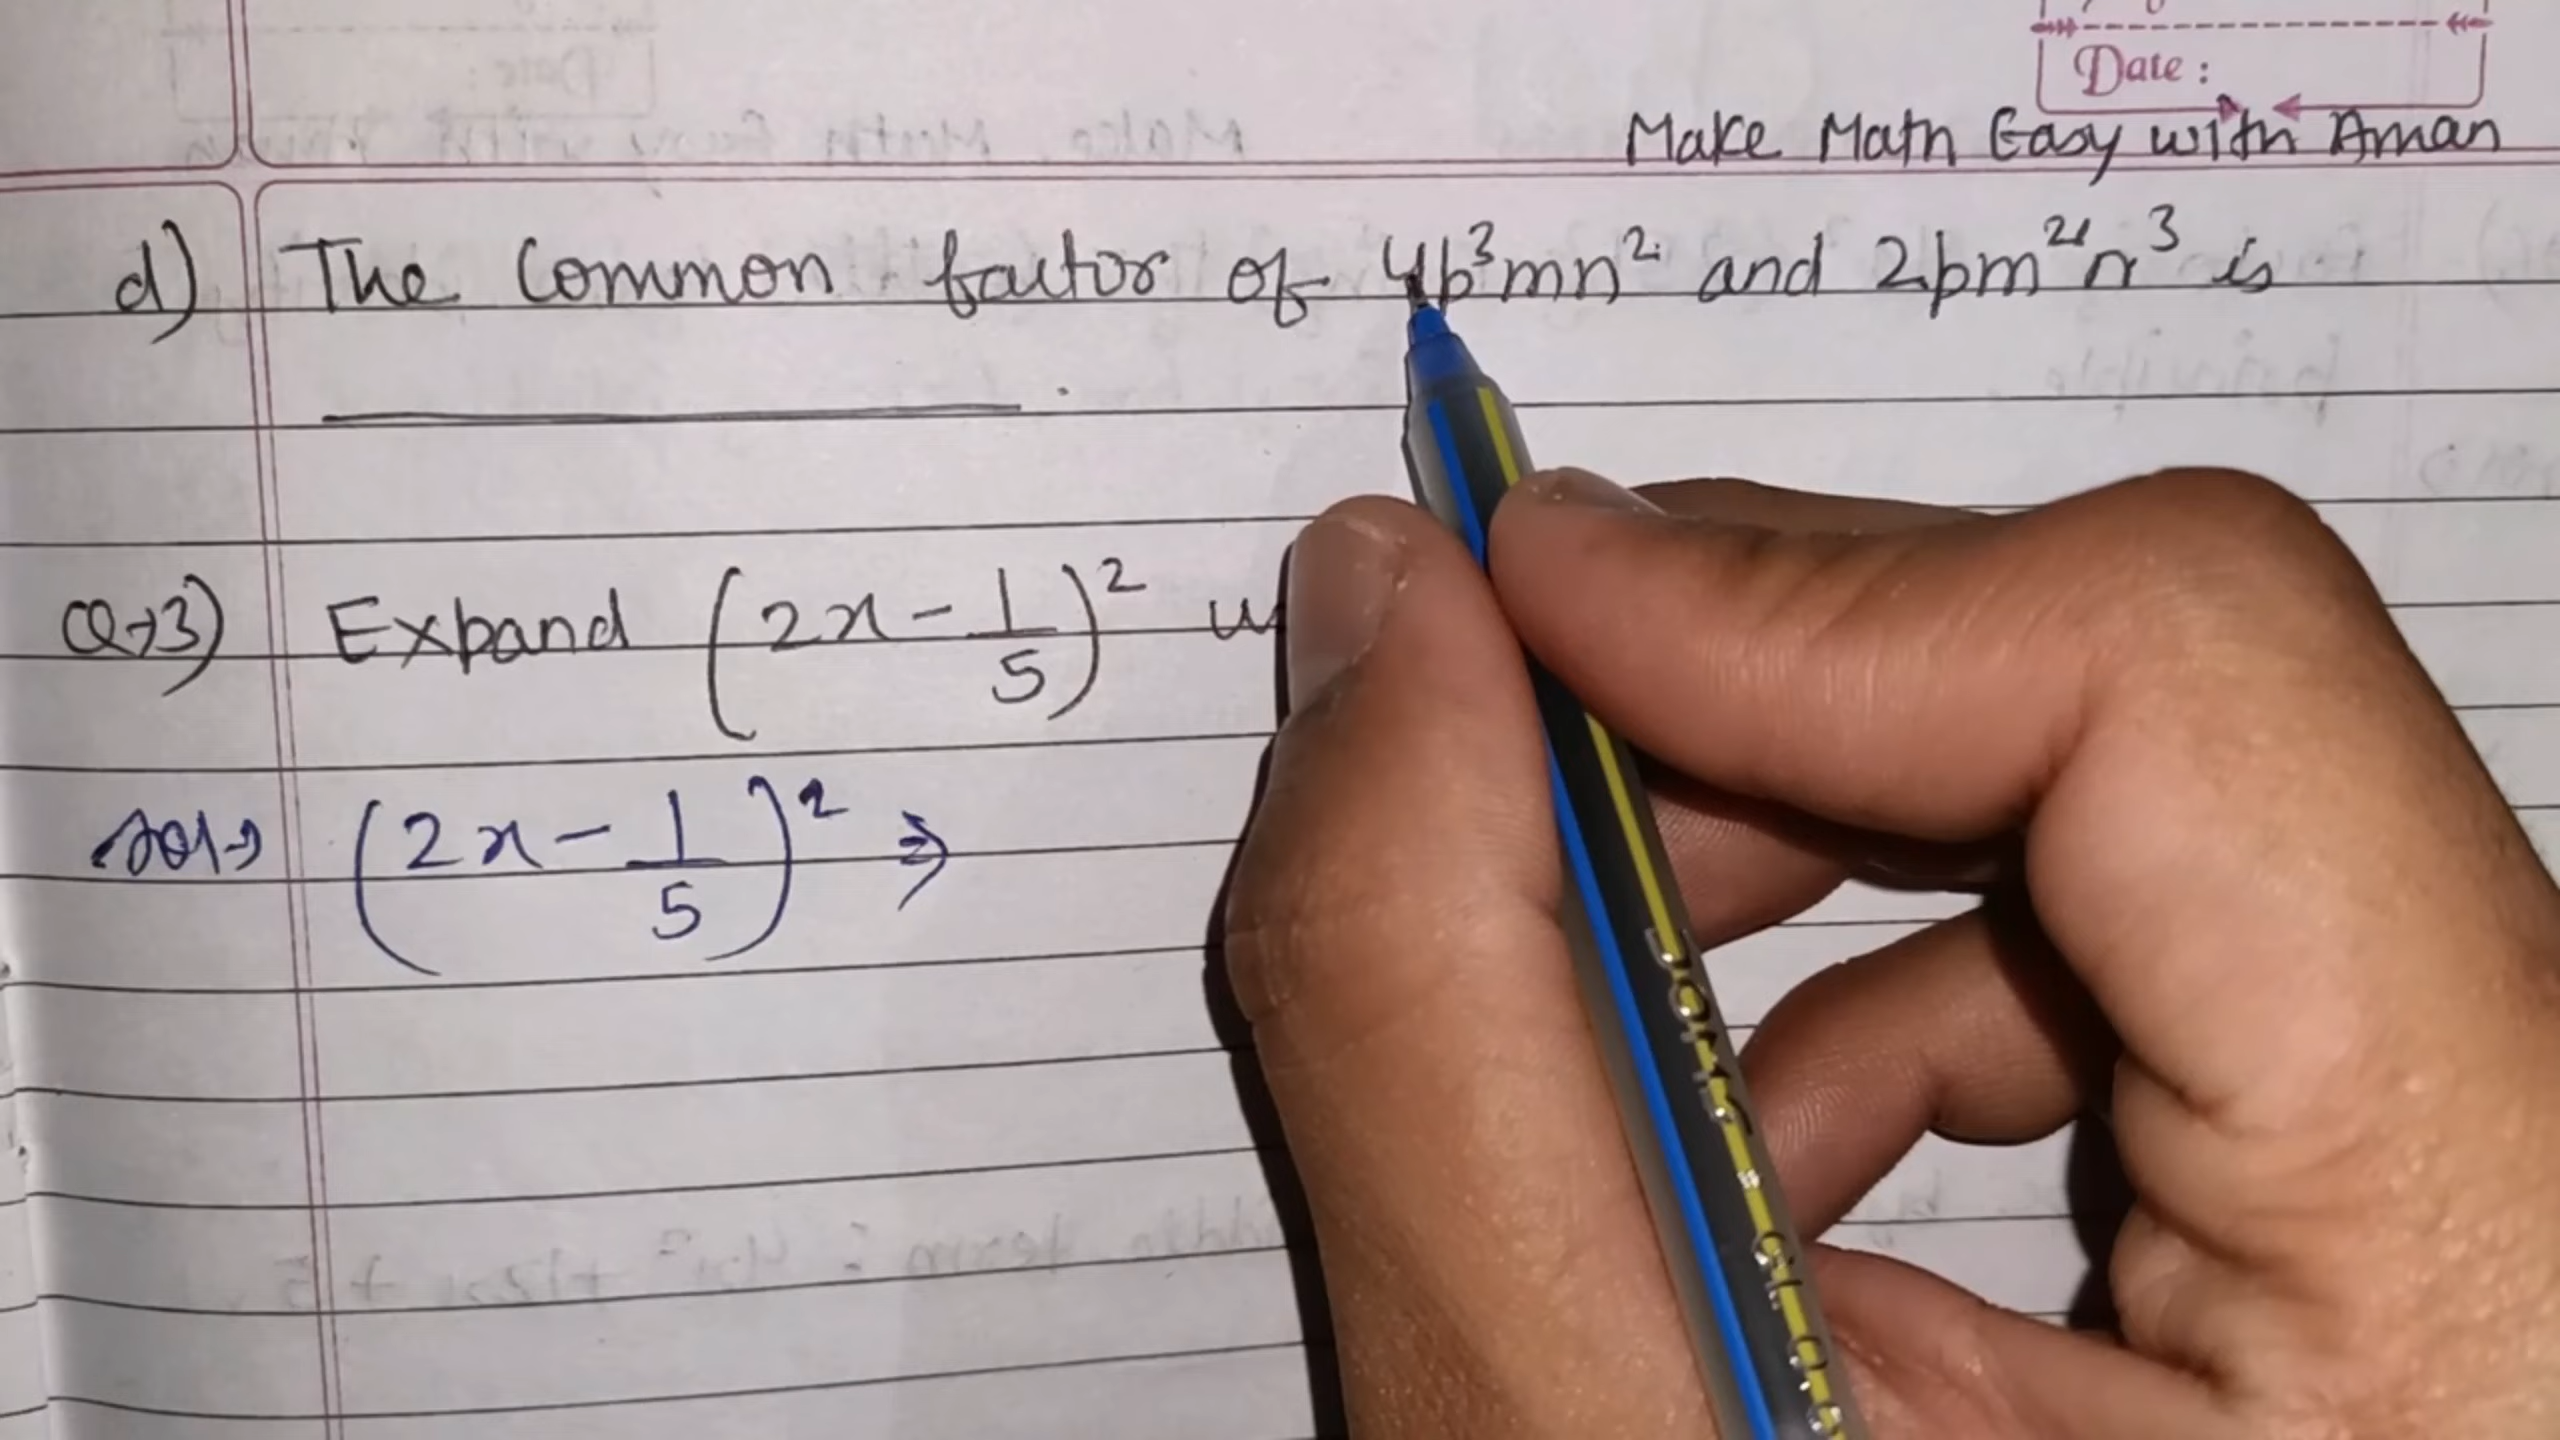 Date :
Make Math Easy with Aman
d) The Common factor of 4p³mn² and 2pm²n³ is
____________ .
Q→3) Expand (2x - 1/5)²
Sol→ (2x - 1/5)² ⇒